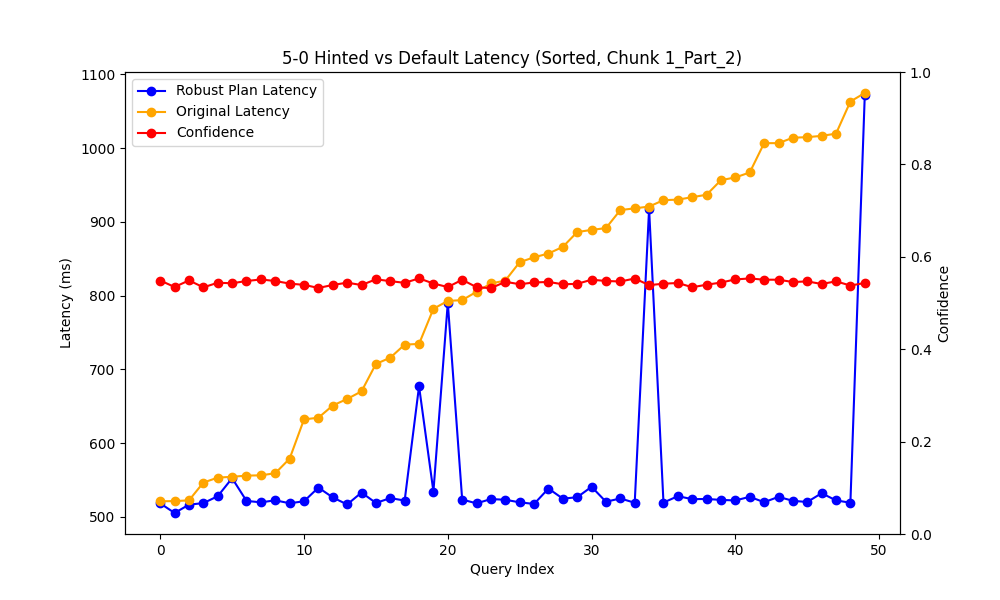 5-0 Hinted vs Default Latency (Sorted, Chunk 1_Part_2)
Robust Plan Latency
Original Latency
Confidence
1100
1000
900
800
700
600
500
Latency (ms)
1.0
0.8
0.6
0.4
0.2
0.0
Confidence
0 10 20 30 40 50
Query Index